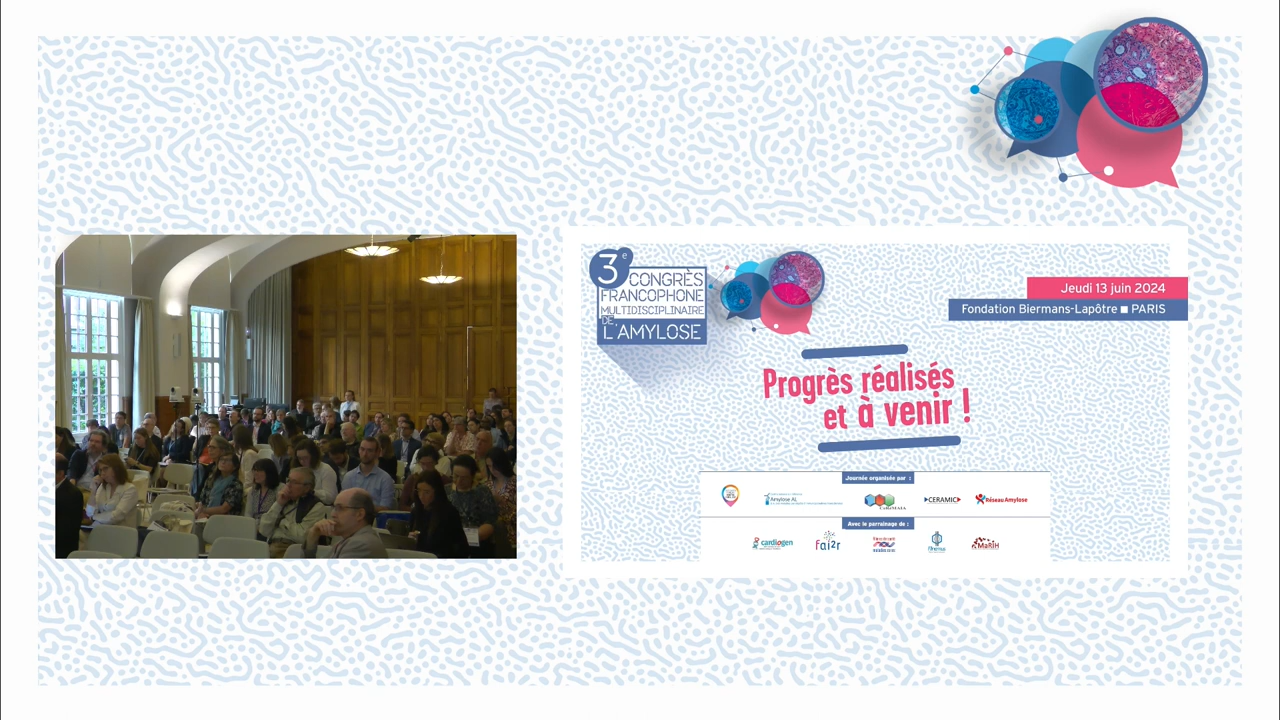 3e
CONGRÈS
FRANCOPHONE
MULTIDISCIPLINAIRE
DE
L'AMYLOSE
Jeudi 13 juin 2024
Fondation Biermans-Lapôtre ■ PARIS
Progrès réalisés
et à venir !
Journée organisée par :
Amylose AL
CERAMIC
Réseau Amylose
Avec le parrainage de :
cardiogen
fai2r
filnemus
MaRIH